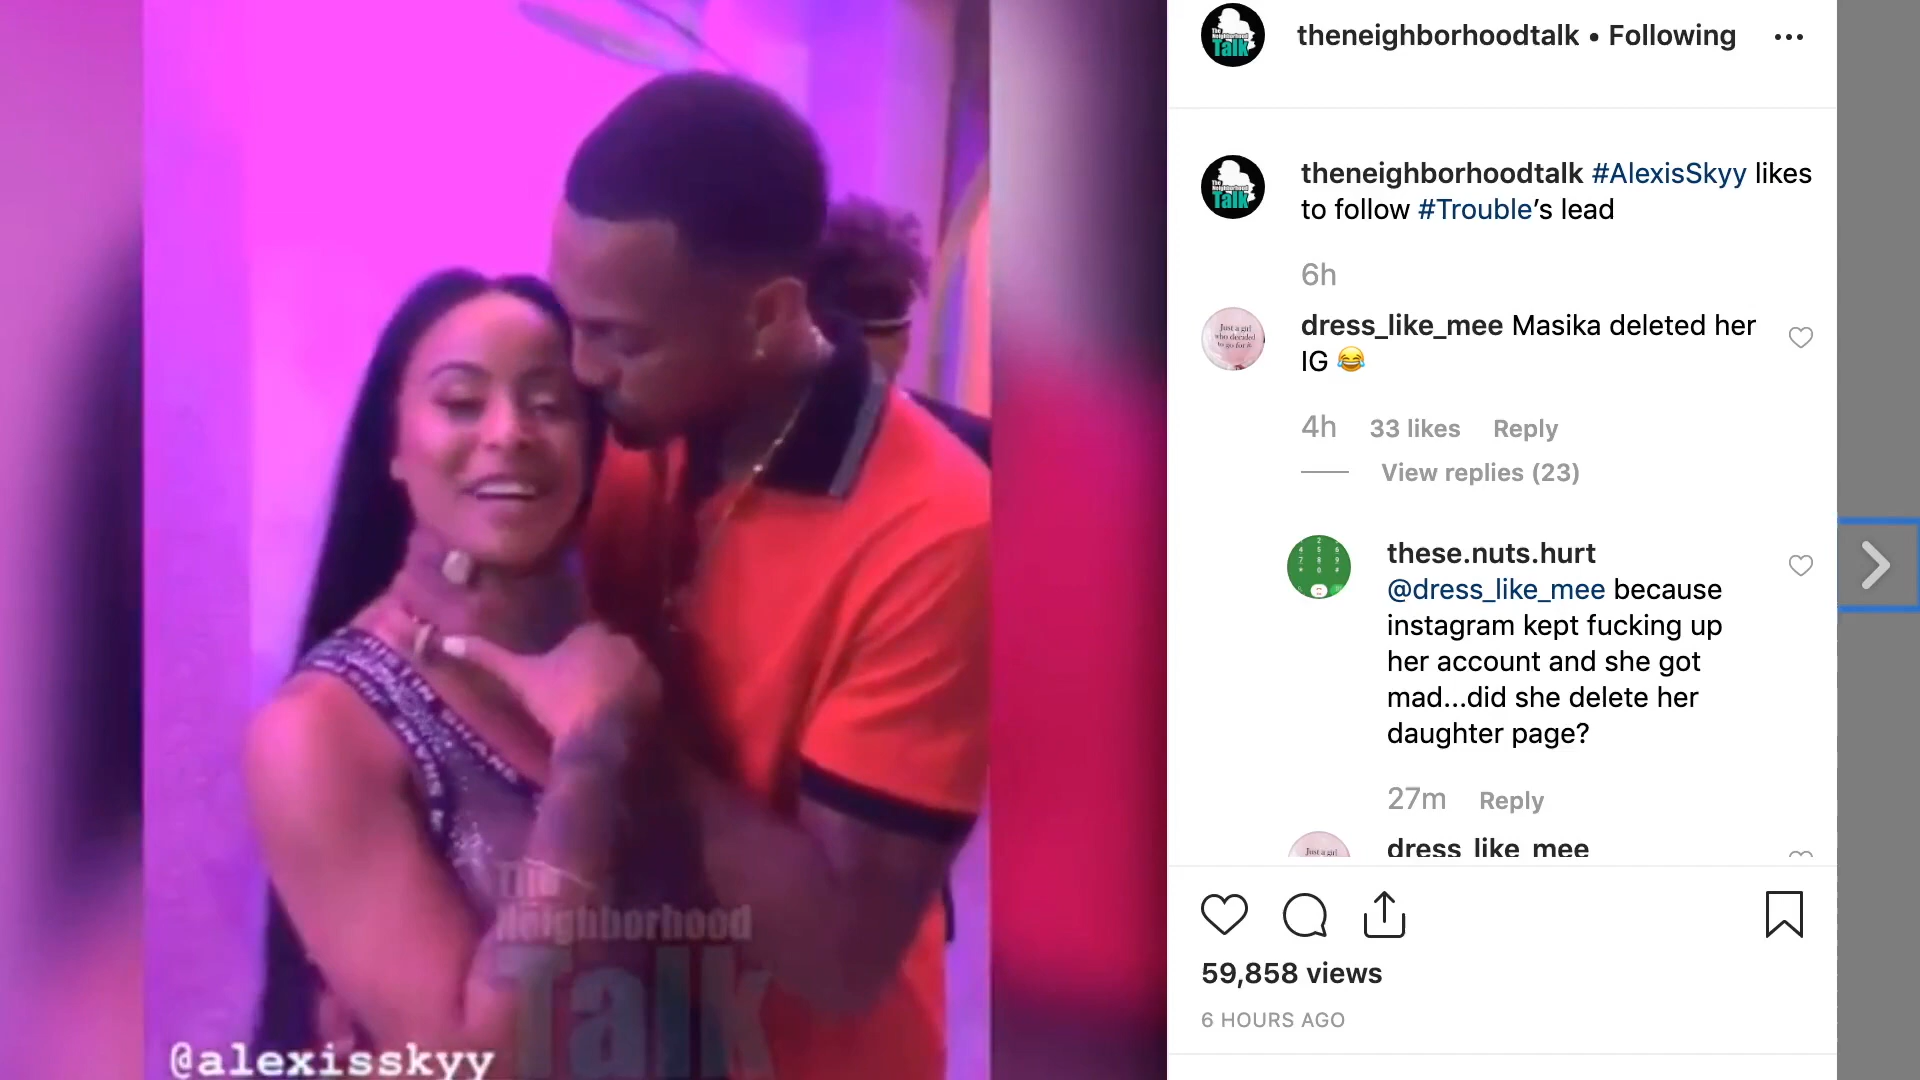 theneighborhoodtalk • Following
theneighborhoodtalk #AlexisSkyy likes
to follow #Trouble’s lead
6h
dress_like_mee Masika deleted her
IG 😂
4h 33 likes Reply
View replies (23)
these.nuts.hurt
@dress_like_mee because
instagram kept fucking up
her account and she got
mad...did she delete her
daughter page?
27m Reply
dress_like_mee
59,858 views
6 HOURS AGO
The
Neighborhood
Talk
@alexisskyy